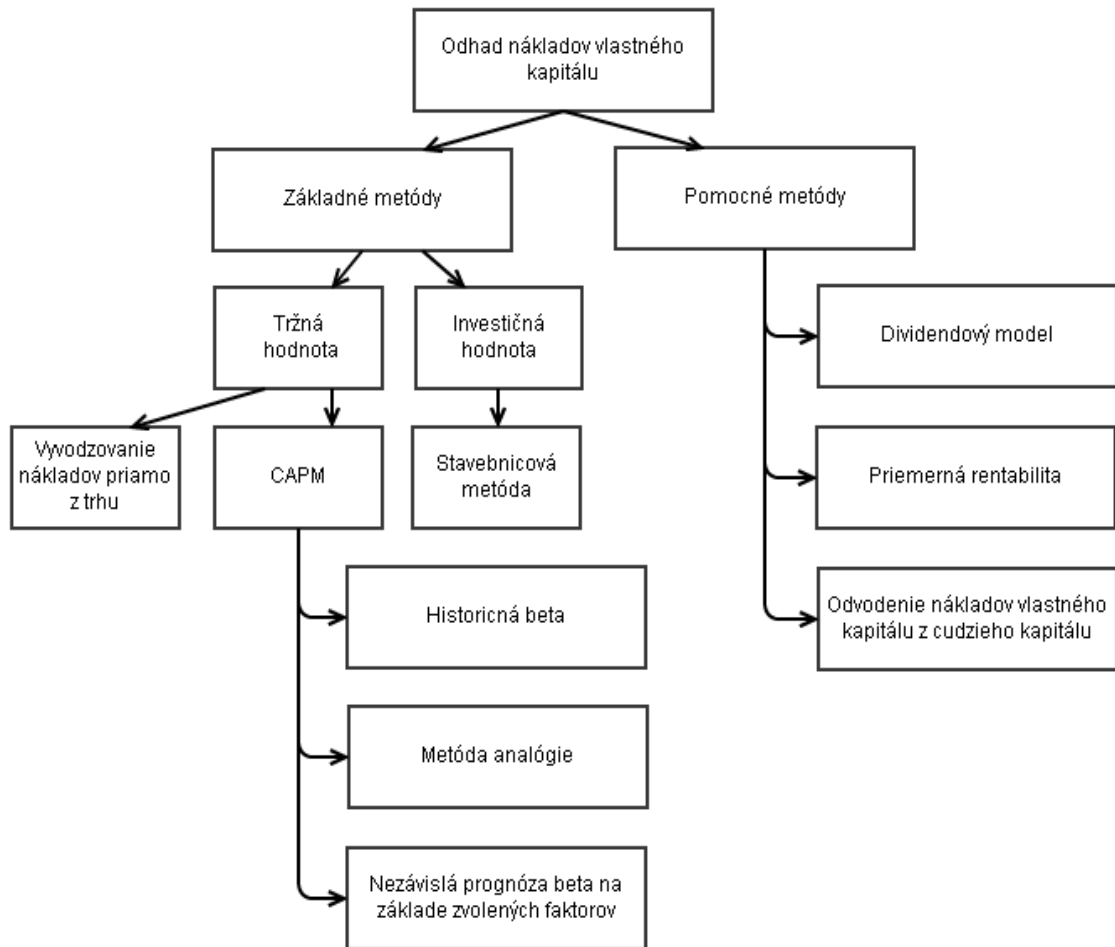 Odhad nákladov vlastného
kapitálu
Základné metódy
Pomocné metódy
Tržná
hodnota
Investičná
hodnota
Dividendový model
Vyvodzovanie
nákladov priamo
z trhu
CAPM
Stavebnicová
metóda
Priemerná rentabilita
Historicná beta
Odvodenie nákladov vlastného
kapitálu z cudzieho kapitálu
Metóda analógie
Nezávislá prognóza beta na
základe zvolených faktorov